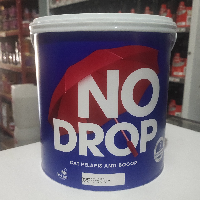 NO
DROP
CAT PELAPIS ANTI BOCOR